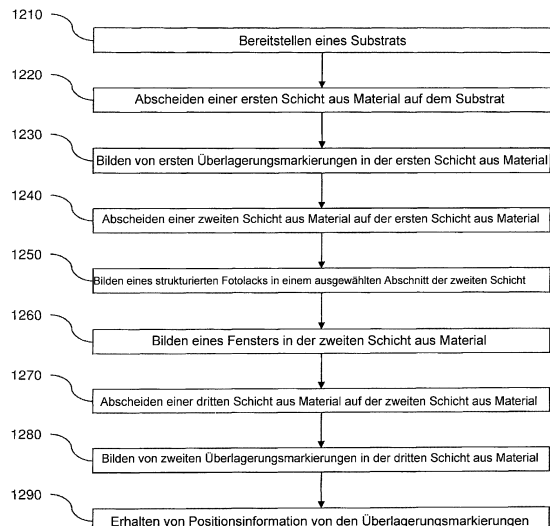 1210
Bereitstellen eines Substrats
1220
Abscheiden einer ersten Schicht aus Material auf dem Substrat
1230
Bilden von ersten Überlagerungsmarkierungen in der ersten Schicht aus Material
1240
Abscheiden einer zweiten Schicht aus Material auf der ersten Schicht aus Material
1250
Bilden eines strukturierten Fotolacks in einem ausgewählten Abschnitt der zweiten Schicht
1260
Bilden eines Fensters in der zweiten Schicht aus Material
1270
Abscheiden einer dritten Schicht aus Material auf der zweiten Schicht aus Material
1280
Bilden von zweiten Überlagerungsmarkierungen in der dritten Schicht aus Material
1290
Erhalten von Positionsinformation von den Überlagerungsmarkierungen